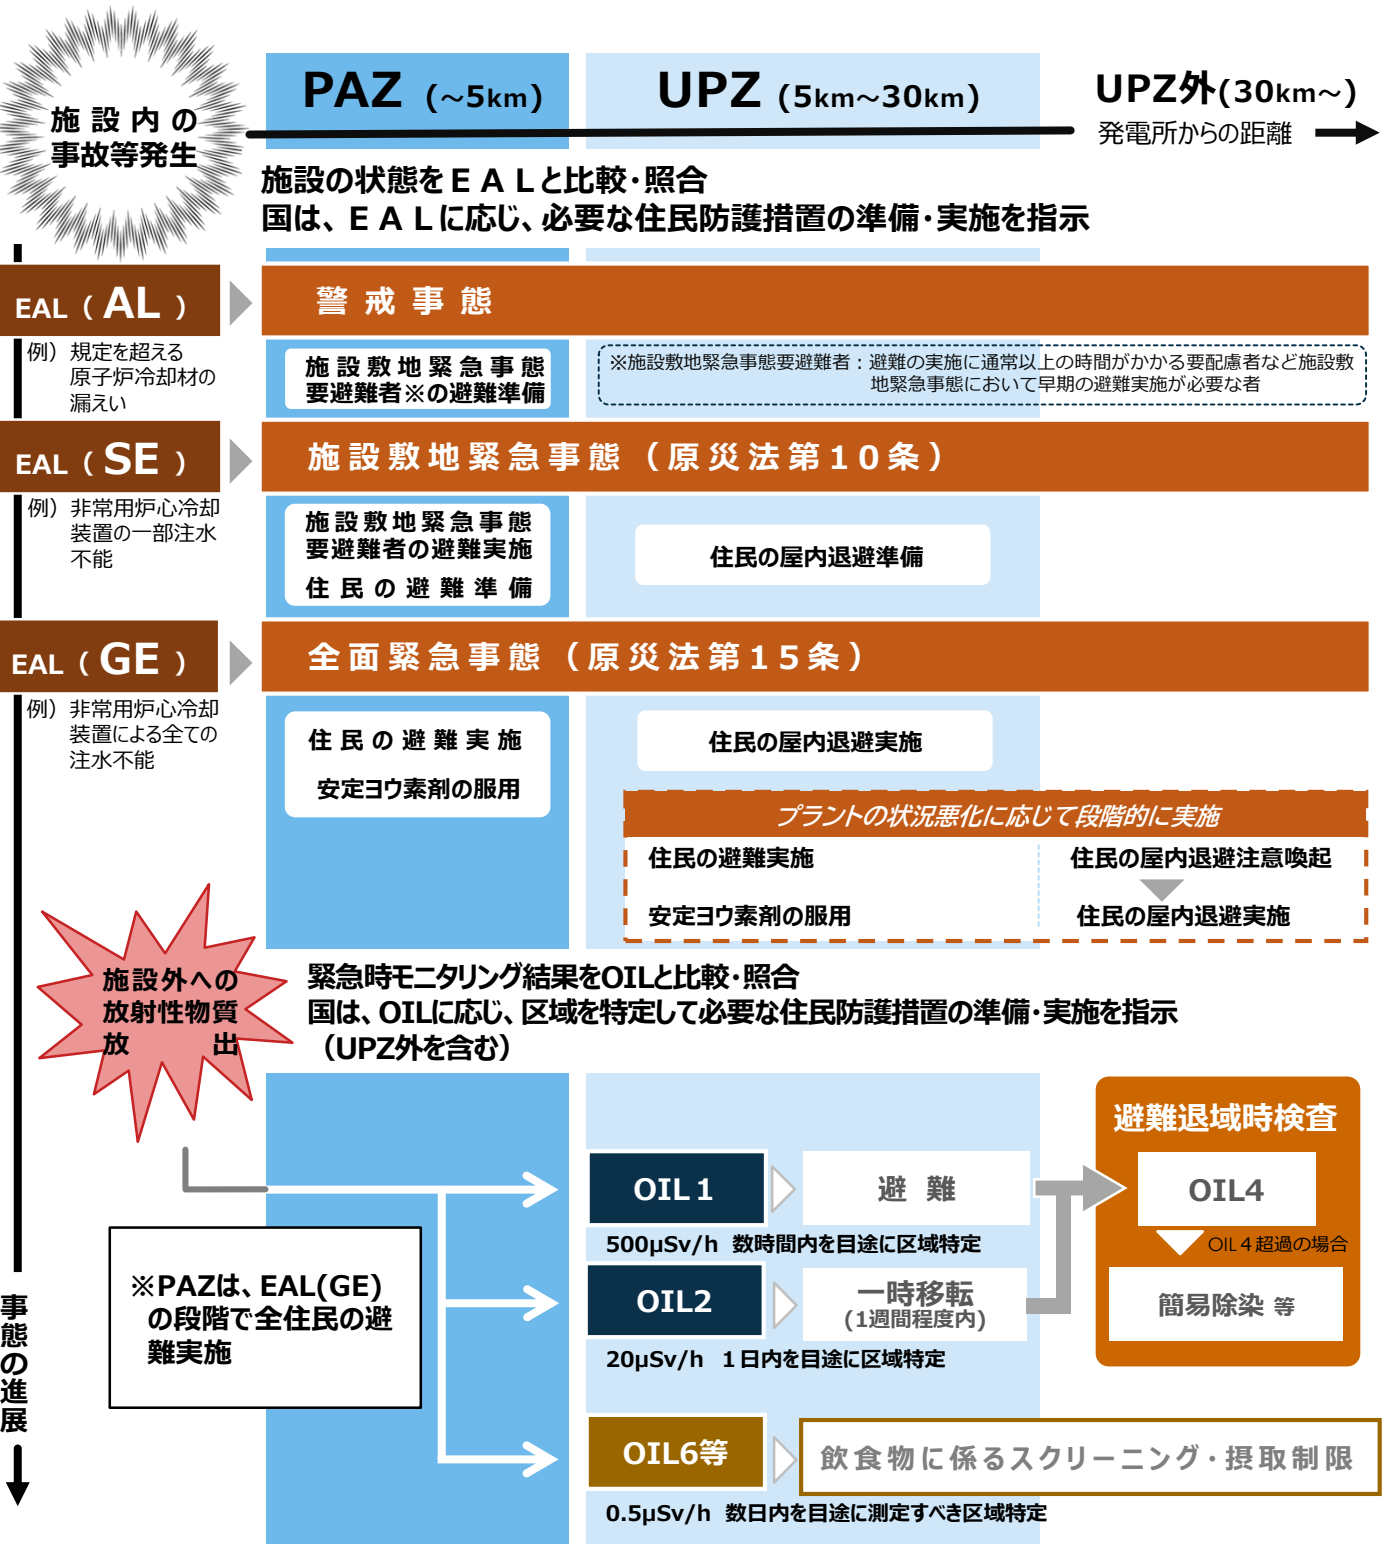 施設内の
事故等発生
PAZ (～5km)
UPZ (5km～30km)
UPZ外(30km～)
発電所からの距離
施設の状態をＥＡＬと比較・照合
国は、ＥＡＬに応じ、必要な住民防護措置の準備・実施を指示
EAL（AL）
警戒事態
例）規定を超える
原子炉冷却材の
漏えい
施設敷地緊急事態
要避難者※の避難準備
※施設敷地緊急事態要避難者：避難の実施に通常以上の時間がかかる要配慮者など施設敷
地緊急事態において早期の避難実施が必要な者
EAL（SE）
施設敷地緊急事態（原災法第10条）
例）非常用炉心冷却
装置の一部注水
不能
施設敷地緊急事態
要避難者の避難実施
住民の避難準備
住民の屋内退避準備
EAL（GE）
全面緊急事態（原災法第15条）
例）非常用炉心冷却
装置による全ての
注水不能
住民の避難実施
安定ヨウ素剤の服用
住民の屋内退避実施
プラントの状況悪化に応じて段階的に実施
住民の避難実施
住民の屋内退避注意喚起
安定ヨウ素剤の服用
住民の屋内退避実施
施設外への
放射性物質
放出
緊急時モニタリング結果をOILと比較・照合
国は、OILに応じ、区域を特定して必要な住民防護措置の準備・実施を指示
（UPZ外を含む）
避難退域時検査
OIL１
避難
OIL4
500μSv/h 数時間内を目途に区域特定
OIL４超過の場合
※PAZは、EAL(GE)
の段階で全住民の避
難実施
OIL2
一時移転
(1週間程度内)
簡易除染 等
20μSv/h １日内を目途に区域特定
事態の進展
OIL6等
飲食物に係るスクリーニング・摂取制限
0.5μSv/h 数日内を目途に測定すべき区域特定